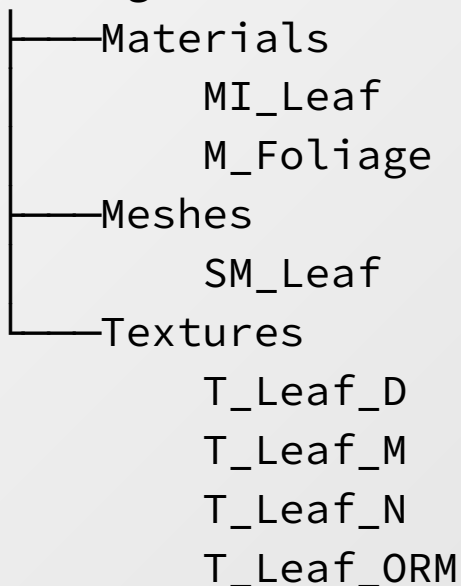 Materials
MI_Leaf
M_Foliage
Meshes
SM_Leaf
Textures
T_Leaf_D
T_Leaf_M
T_Leaf_N
T_Leaf_ORM